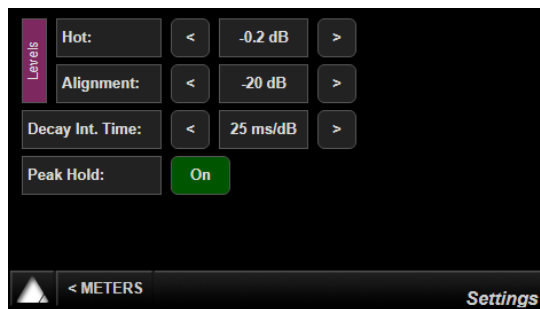 Levels
Hot: < -0.2 dB >
Alignment: < -20 dB >
Decay Int. Time: < 25 ms/dB >
Peak Hold: On
< METERS
Settings